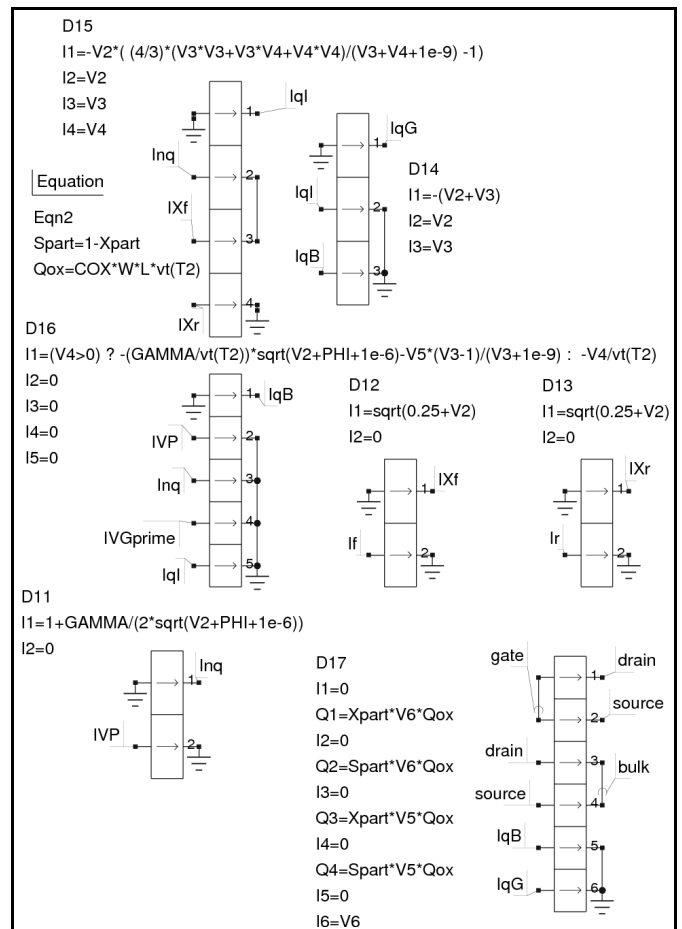 D15
I1=-V2*( (4/3)*(V3*V3+V3*V4+V4*V4)/(V3+V4+1e-9) -1)
I2=V2
I3=V3
I4=V4
1
IqI
Inq
2
IXf
3
4
IXr
1
IqG
IqI
2
IqB
3
D14
I1=-(V2+V3)
I2=V2
I3=V3
Equation
Eqn2
Spart=1-Xpart
Qox=COX*W*L*vt(T2)
D16
I1=(V4>0) ? -(GAMMA/vt(T2))*sqrt(V2+PHI+1e-6)-V5*(V3-1)/(V3+1e-9) : -V4/vt(T2)
I2=0
I3=0
I4=0
I5=0
1
IqB
IVP
2
Inq
3
IVGprime
4
IqI
5
D12
I1=sqrt(0.25+V2)
I2=0
1
IXf
If
2
D13
I1=sqrt(0.25+V2)
I2=0
1
IXr
Ir
2
D11
I1=1+GAMMA/(2*sqrt(V2+PHI+1e-6))
I2=0
1
Inq
IVP
2
D17
I1=0
Q1=Xpart*V6*Qox
I2=0
Q2=Spart*V6*Qox
I3=0
Q3=Xpart*V5*Qox
I4=0
Q4=Spart*V5*Qox
I5=0
I6=V6
gate
1
drain
2
source
drain
3
bulk
source
4
IqB
5
IqG
6